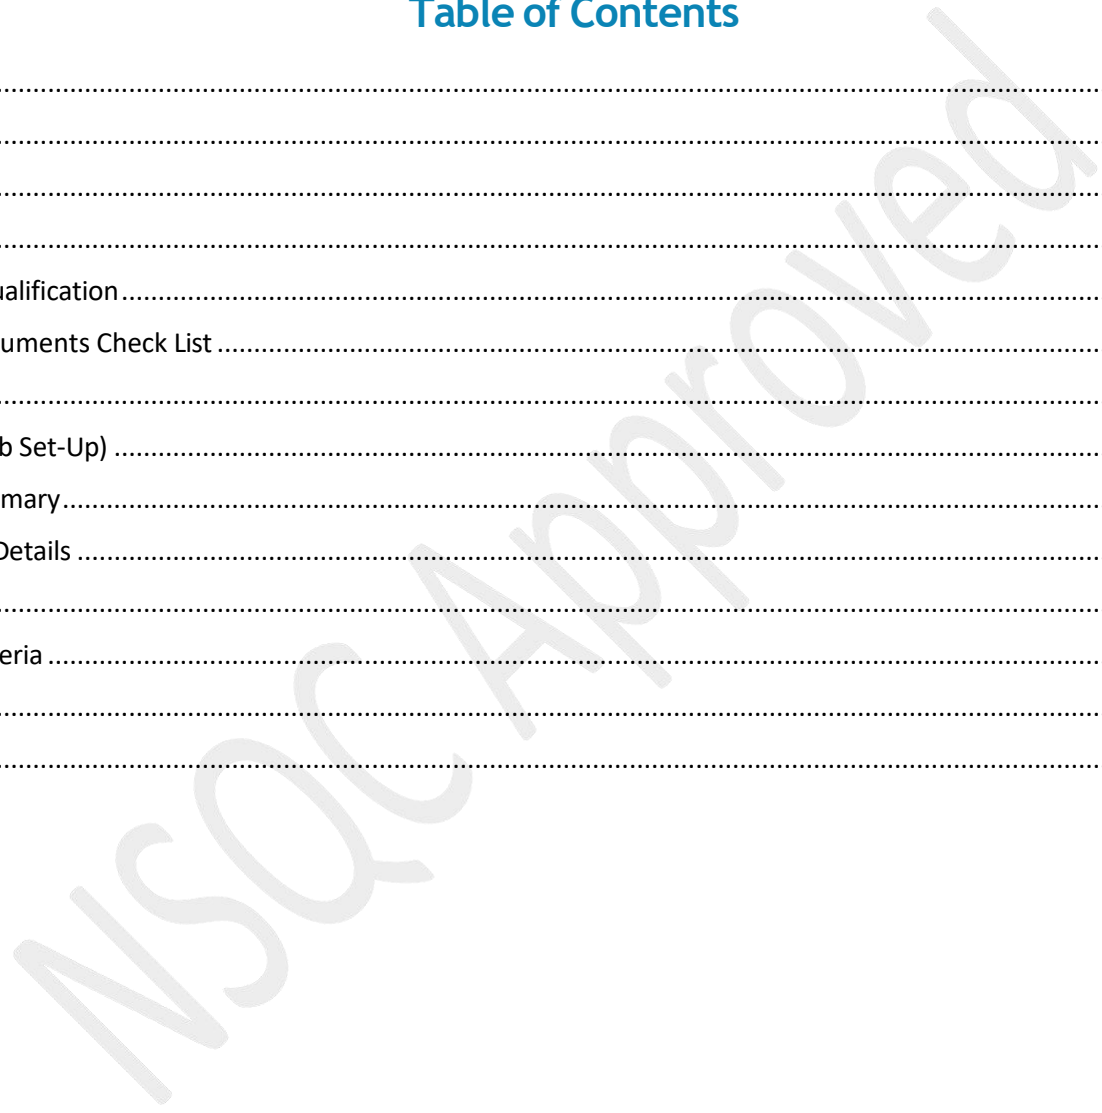 Table of Contents
ualification
uments Check List
b Set-Up)
mary
Details
eria
NSQC Approved